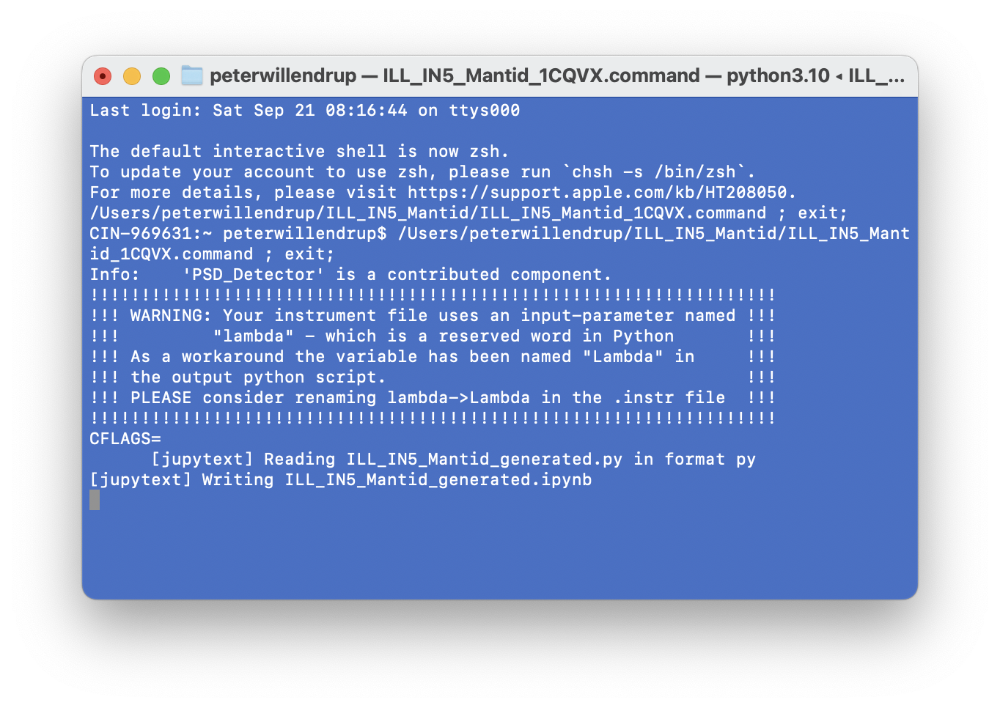 peterwillendrup — ILL_IN5_Mantid_1CQVX.command — python3.10 ◂ ILL_...
Last login: Sat Sep 21 08:16:44 on ttys000
The default interactive shell is now zsh.
To update your account to use zsh, please run `chsh -s /bin/zsh`.
For more details, please visit https://support.apple.com/kb/HT208050.
/Users/peterwillendrup/ILL_IN5_Mantid/ILL_IN5_Mantid_1CQVX.command ; exit;
CIN-969631:~ peterwillendrup$ /Users/peterwillendrup/ILL_IN5_Mantid/ILL_IN5_Mant
id_1CQVX.command ; exit;
Info:    'PSD_Detector' is a contributed component.
!!!!!!!!!!!!!!!!!!!!!!!!!!!!!!!!!!!!!!!!!!!!!!!!!!!!!!!!!!!!!!!!!!!
!!! WARNING: Your instrument file uses an input-parameter named !!!
!!!         "lambda" - which is a reserved word in Python       !!!
!!! As a workaround the variable has been named "Lambda" in     !!!
!!! the output python script.                                   !!!
!!! PLEASE consider renaming lambda->Lambda in the .instr file  !!!
!!!!!!!!!!!!!!!!!!!!!!!!!!!!!!!!!!!!!!!!!!!!!!!!!!!!!!!!!!!!!!!!!!!
CFLAGS=
      [jupytext] Reading ILL_IN5_Mantid_generated.py in format py
[jupytext] Writing ILL_IN5_Mantid_generated.ipynb